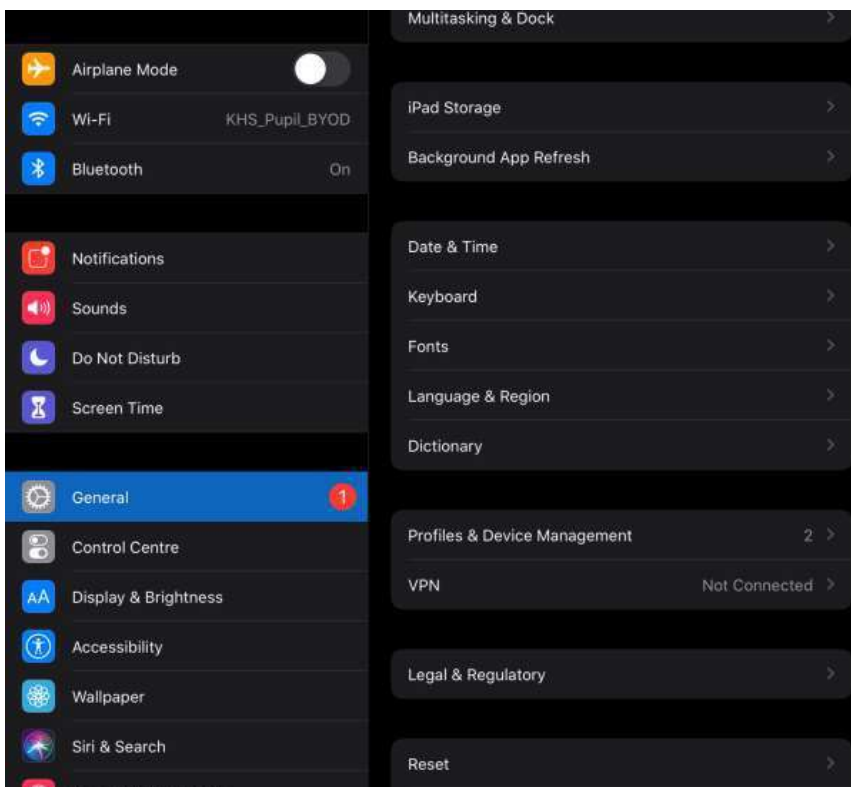 Airplane Mode
Wi-Fi KHS_Pupil_BYOD
Bluetooth On
Notifications
Sounds
Do Not Disturb
Screen Time
General 1
Control Centre
AA Display & Brightness
Accessibility
Wallpaper
Siri & Search
Multitasking & Dock
iPad Storage
Background App Refresh
Date & Time
Keyboard
Fonts
Language & Region
Dictionary
Profiles & Device Management 2
VPN Not Connected
Legal & Regulatory
Reset